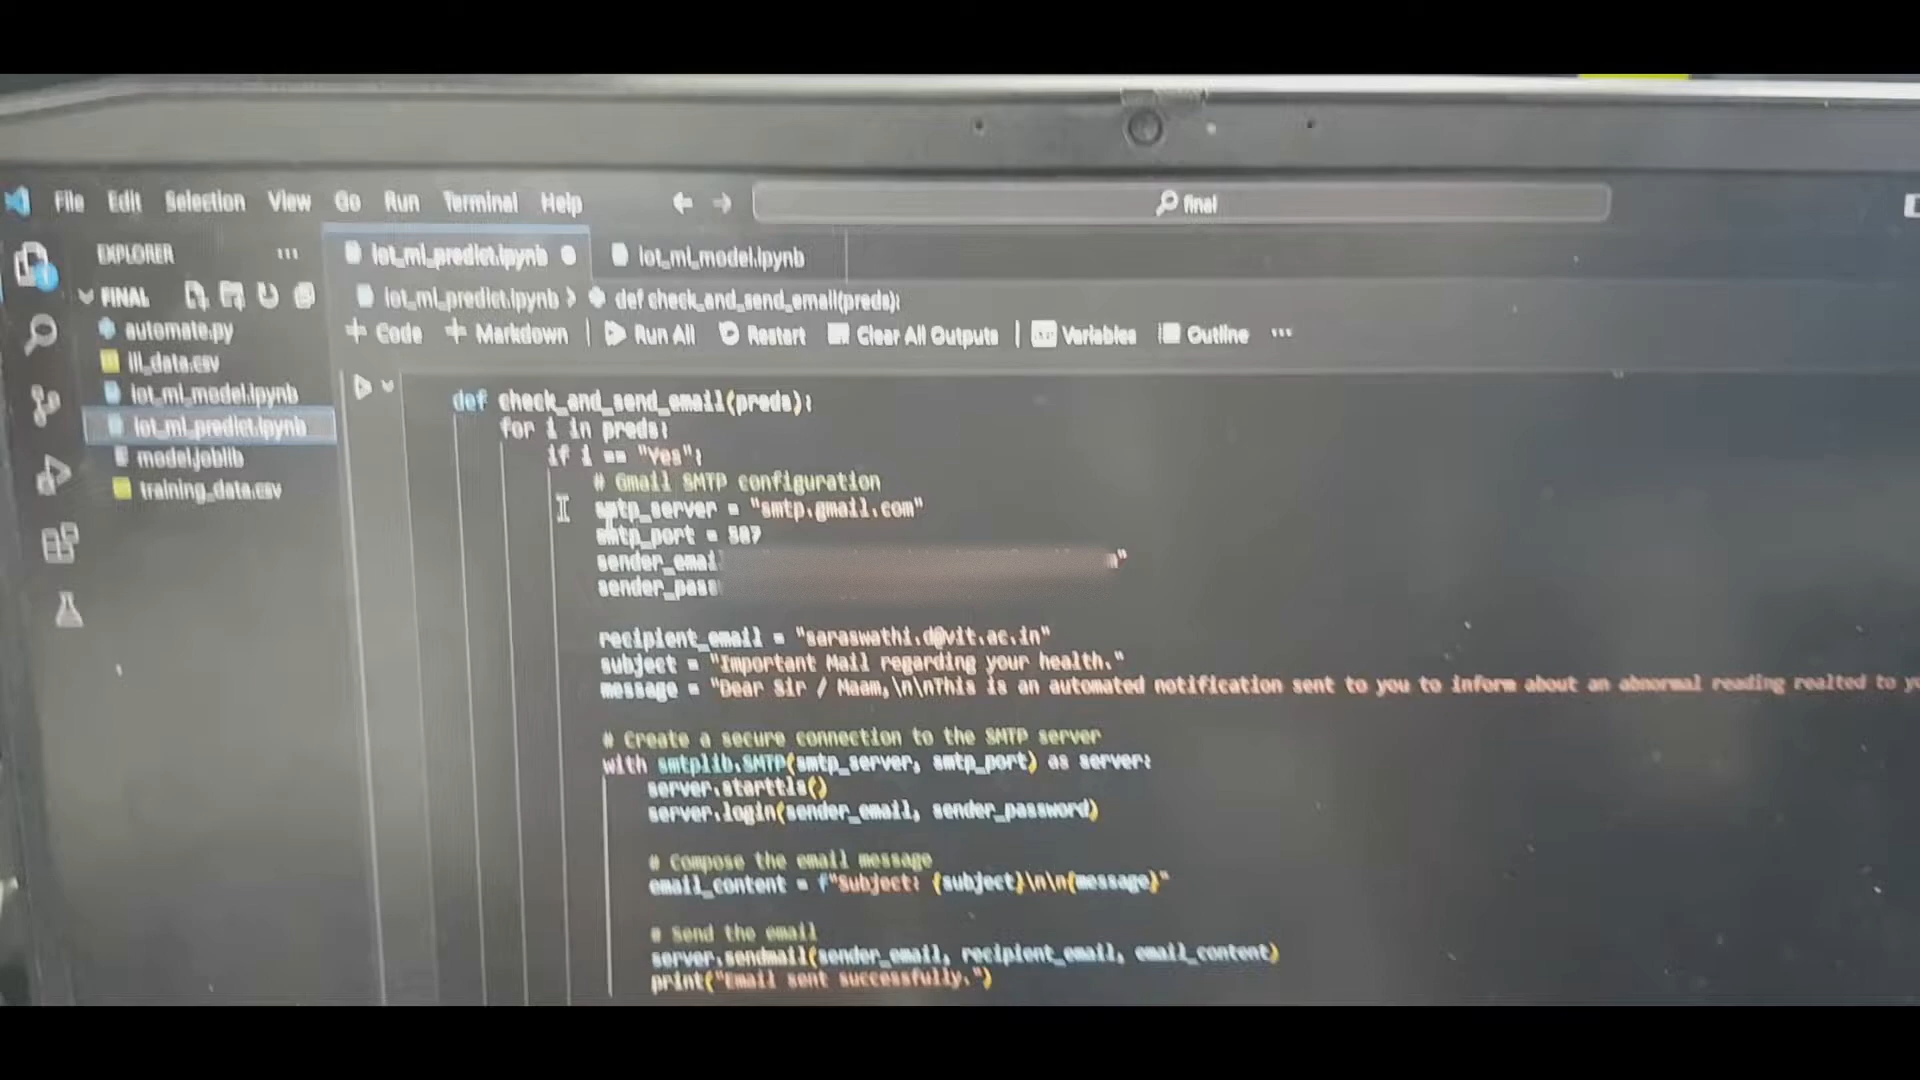 File Edit Selection View Go Run Terminal Help
final
EXPLORER ...
iot_ml_predict.ipynb
iot_ml_model.ipynb
FINAL
iot_ml_predict.ipynb > def check_and_send_email(preds):
+ Code + Markdown | Run All Restart Clear All Outputs | Variables Outline ...
automate.py
iii_data.csv
iot_ml_model.ipynb
iot_ml_predict.ipynb
model.joblib
training_data.csv
def check_and_send_email(preds):
for i in preds:
if i == "Yes":
# Gmail SMTP configuration
smtp_server = "smtp.gmail.com"
smtp_port = 587
sender_email
sender_pass
recipient_email = "saraswathi.d@vit.ac.in"
subject = "Important Mail regarding your health."
message = "Dear Sir / Maam,\n\nThis is an automated notification sent to you to inform about an abnormal reading realted to
# Create a secure connection to the SMTP server
with smtplib.SMTP(smtp_server, smtp_port) as server:
server.starttls()
server.login(sender_email, sender_password)
# Compose the email message
email_content = f"Subject: {subject}\n\n{message}"
# Send the email
server.sendmail(sender_email, recipient_email, email_content)
print("Email sent successfully.")